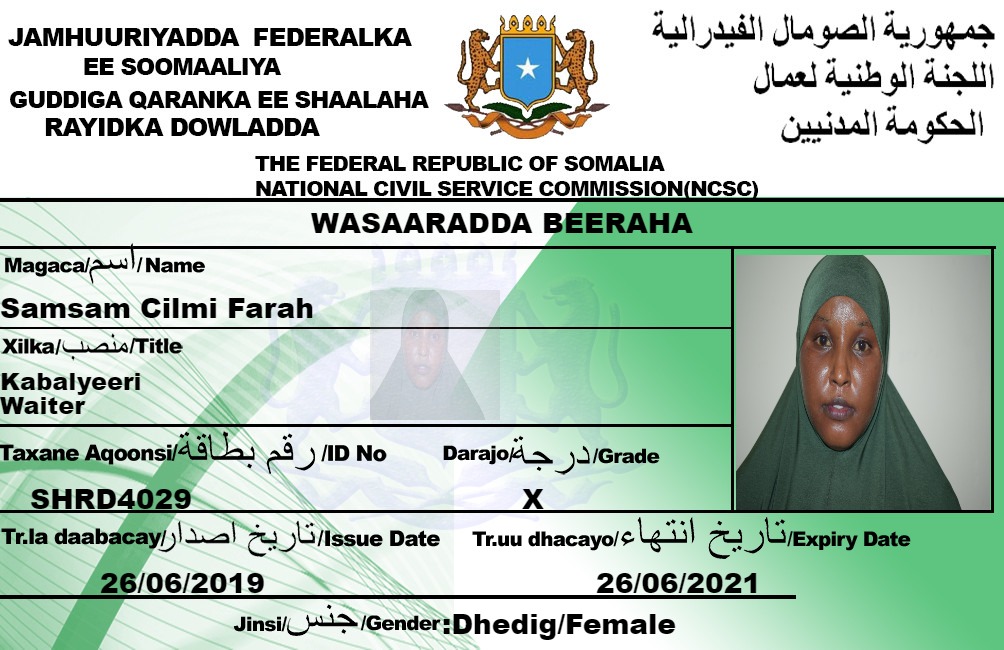 JAMHUURIYADDA FEDERALKA
EE SOOMAALIYA
GUDDIGA QARANKA EE SHAALAHA
RAYIDKA DOWLADDA
جمهورية الصومال الفيدرالية
اللجنة الوطنية لعمال
الحكومة المدنيين
THE FEDERAL REPUBLIC OF SOMALIA
NATIONAL CIVIL SERVICE COMMISSION(NCSC)
WASAARADDA BEERAHA
Magaca/اسم/Name
Samsam Cilmi Farah
Xilka/منصب/Title
Kabalyeeri
Waiter
Taxane Aqoonsi/رقم بطاقة/ID No
SHRD4029
Darajo/درجة/Grade
X
Tr.la daabacay/تاريخ اصدار/Issue Date
26/06/2019
Tr.uu dhacayo/تاريخ انتهاء/Expiry Date
26/06/2021
Jinsi/جنس/Gender:Dhedig/Female